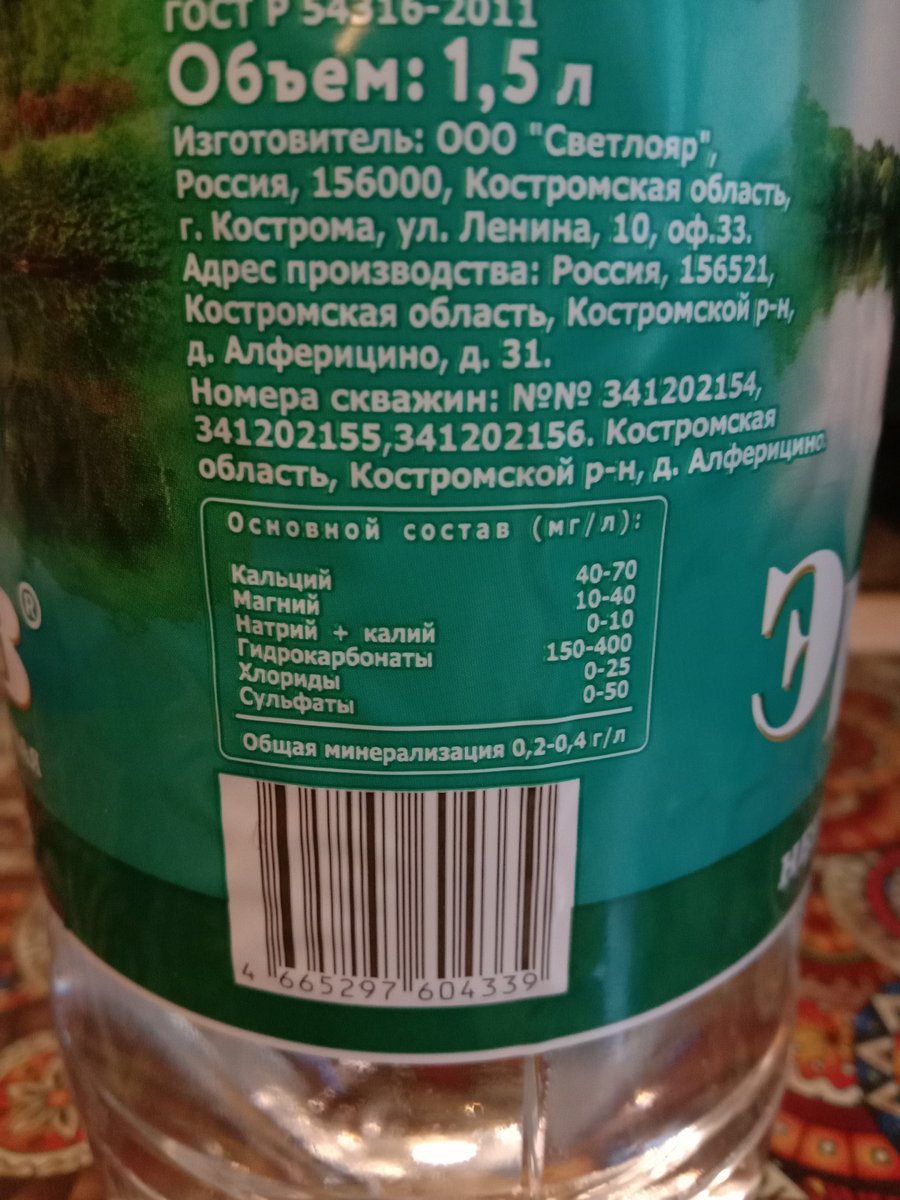 ГОСТ Р 54316-2011
Объем: 1,5 л
Изготовитель: ООО "Светлояр",
Россия, 156000, Костромская область,
г. Кострома, ул. Ленина, 10, оф.33.
Адрес производства: Россия, 156521,
Костромская область, Костромской р-н,
д. Алферицино, д. 31.
Номера скважин: №№ 341202154,
341202155,341202156. Костромская
область, Костромской р-н, д. Алферицино.
Основной состав (мг/л):
Кальций 40-70
Магний 10-40
Натрий + калий 0-10
Гидрокарбонаты 150-400
Хлориды 0-25
Сульфаты 0-50
Общая минерализация 0,2-0,4 г/л
4 665297 604339